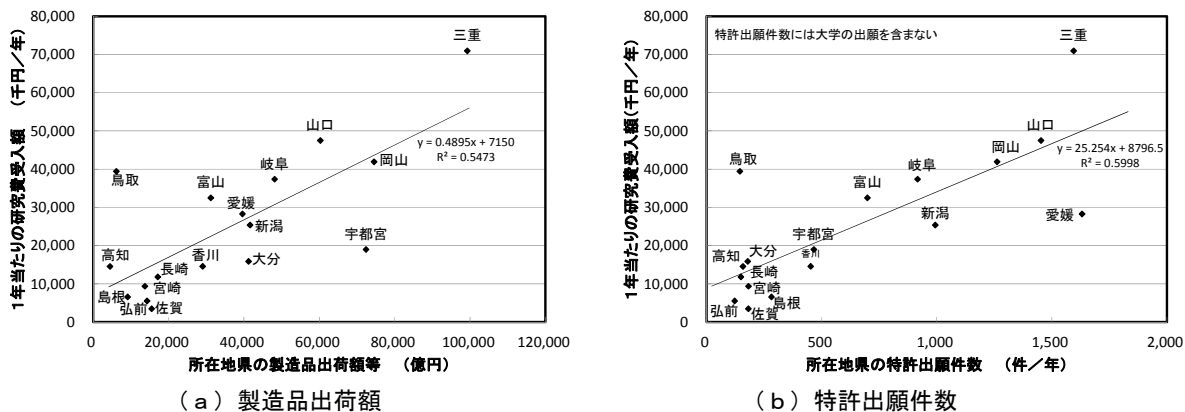 80,000
70,000
60,000
50,000
40,000
30,000
20,000
10,000
0
1年当たりの研究費受入額 (千円/年)
三重
山口
y = 0.4895x + 7150
R² = 0.5473
岡山
岐阜
鳥取
富山
愛媛
新潟
宇都宮
高知
香川
大分
長崎
宮崎
島根
弘前
佐賀
0
20,000
40,000
60,000
80,000
100,000
120,000
所在地県の製造品出荷額等 (億円)
(a)製造品出荷額
80,000
70,000
60,000
50,000
40,000
30,000
20,000
10,000
0
1年当たりの研究費受入額(千円/年)
特許出願件数には大学の出願を含まない
三重
山口
岡山
y = 25.254x + 8796.5
R² = 0.5998
鳥取
岐阜
富山
新潟
愛媛
宇都宮
高知
大分
香川
長崎
宮崎
島根
弘前
佐賀
0
500
1,000
1,500
2,000
所在地県の特許出願件数 (件/年)
(b)特許出願件数